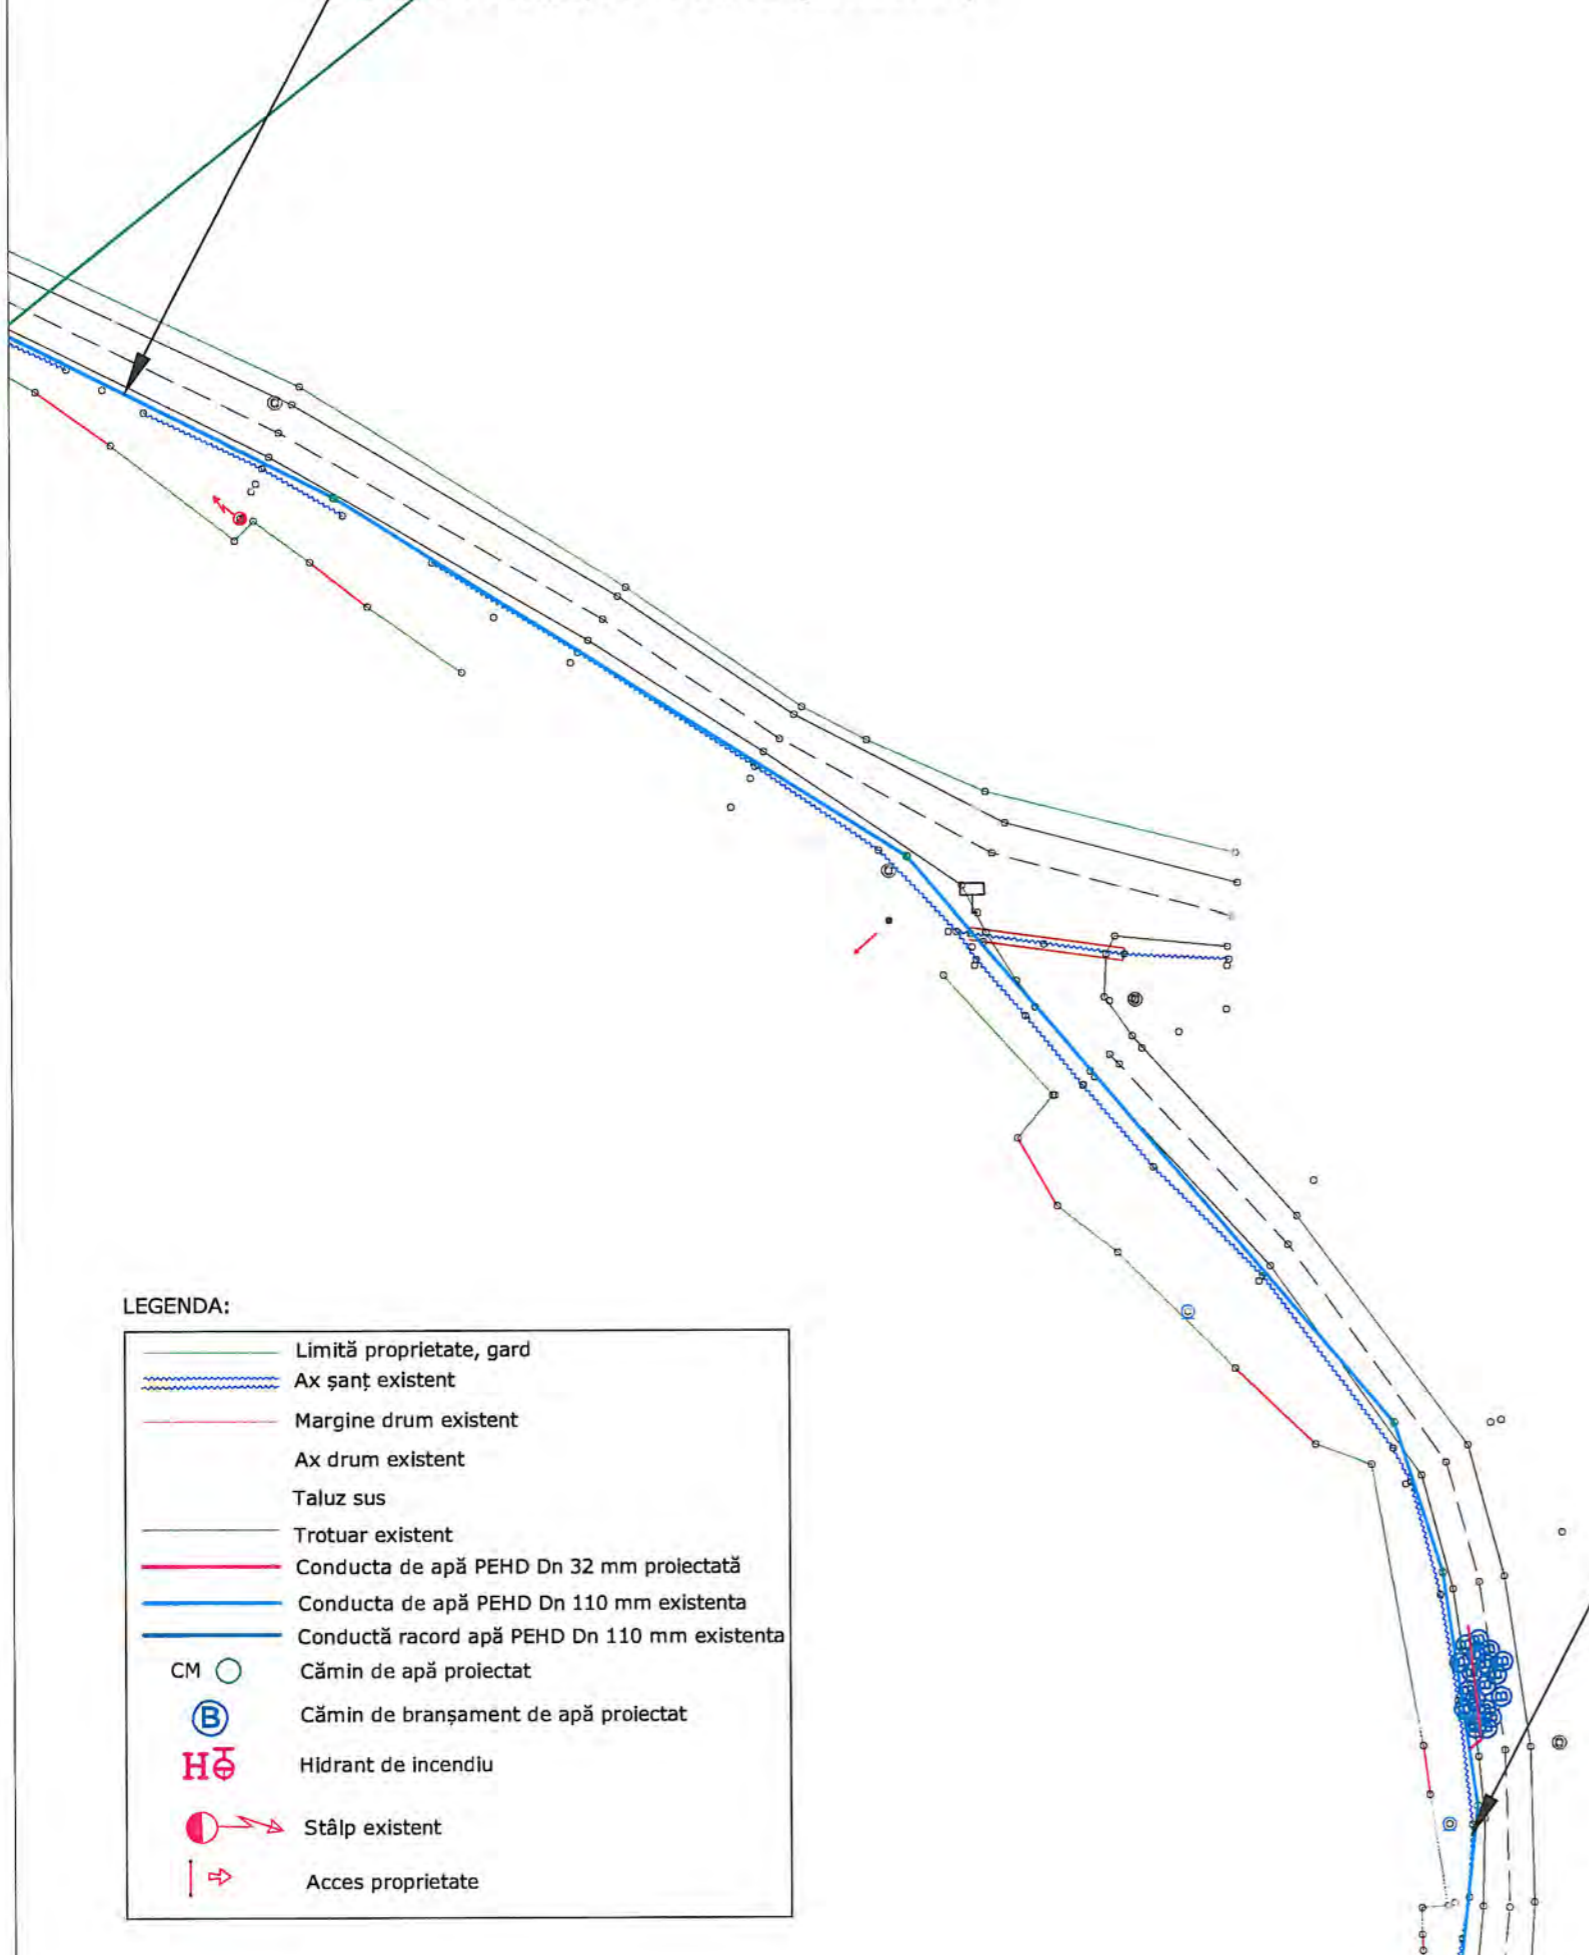 LEGENDA:
Limită proprietate, gard
Ax șanț existent
Margine drum existent
Ax drum existent
Taluz sus
Trotuar existent
Conducta de apă PEHD Dn 32 mm proiectată
Conducta de apă PEHD Dn 110 mm existenta
Conductă racord apă PEHD Dn 110 mm existenta
CM Cămin de apă proiectat
B Cămin de branșament de apă proiectat
H Hidrant de incendiu
Stâlp existent
Acces proprietate